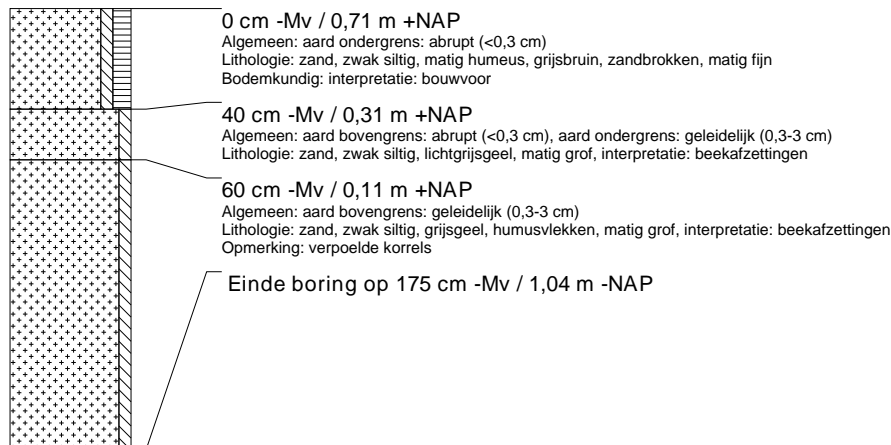 0 cm -Mv / 0,71 m +NAP
Algemeen: aard ondergrens: abrupt (<0,3 cm)
Lithologie: zand, zwak siltig, matig humeus, grijsbruin, zandbrokken, matig fijn
Bodemkundig: interpretatie: bouwvoor
40 cm -Mv / 0,31 m +NAP
Algemeen: aard bovengrens: abrupt (<0,3 cm), aard ondergrens: geleidelijk (0,3-3 cm)
Lithologie: zand, zwak siltig, lichtgrijsgeel, matig grof, interpretatie: beekafzettingen
60 cm -Mv / 0,11 m +NAP
Algemeen: aard bovengrens: geleidelijk (0,3-3 cm)
Lithologie: zand, zwak siltig, grijsgeel, humusvlekken, matig grof, interpretatie: beekafzettingen
Opmerking: verpoelde korrels
Einde boring op 175 cm -Mv / 1,04 m -NAP